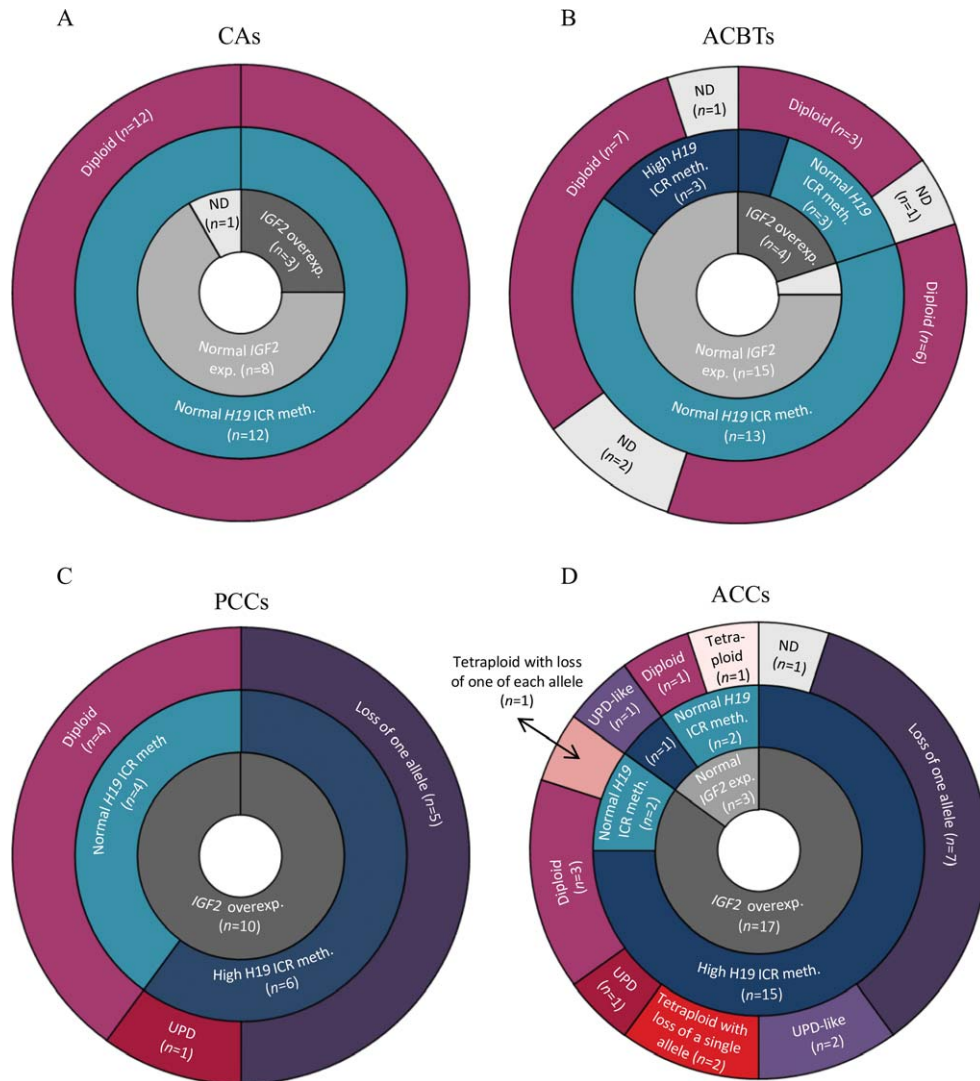 A
CAs
Diploid (n=12)
ND
(n=1)
IGF2 overexp.
(n=3)
Normal IGF2
exp. (n=8)
Normal H19 ICR meth.
(n=12)
B
ACBTs
ND
(n=1)
Diploid (n=3)
Diploid (n=7)
High H19
ICR meth.
(n=3)
Normal H19
ICR meth.
(n=3)
ND
(n=1)
IGF2 overexp.
(n=4)
Diploid (n=6)
Normal IGF2
exp. (n=15)
Normal H19 ICR meth.
(n=13)
ND
(n=2)
C
PCCs
Diploid
(n=4)
Normal H19 ICR meth
(n=4)
Loss of one allele (n=5)
IGF2 overexp.
(n=10)
High H19 ICR meth.
(n=6)
UPD
(n=1)
D
ACCs
Tetraploid with loss
of one of each allele
(n=1)
UPD-like
(n=1)
Diploid
(n=1)
Tetra-
ploid
(n=1)
ND
(n=1)
Normal H19
ICR meth.
(n=2)
(n=1)
Normal
IGF2 exp.
(n=3)
Normal H19
ICR meth.
(n=2)
Loss of one allele (n=7)
Diploid
(n=3)
IGF2 overexp.
(n=17)
High H19 ICR meth.
(n=15)
UPD
(n=1)
Tetraploid with
loss of a single
allele (n=2)
UPD-like
(n=2)